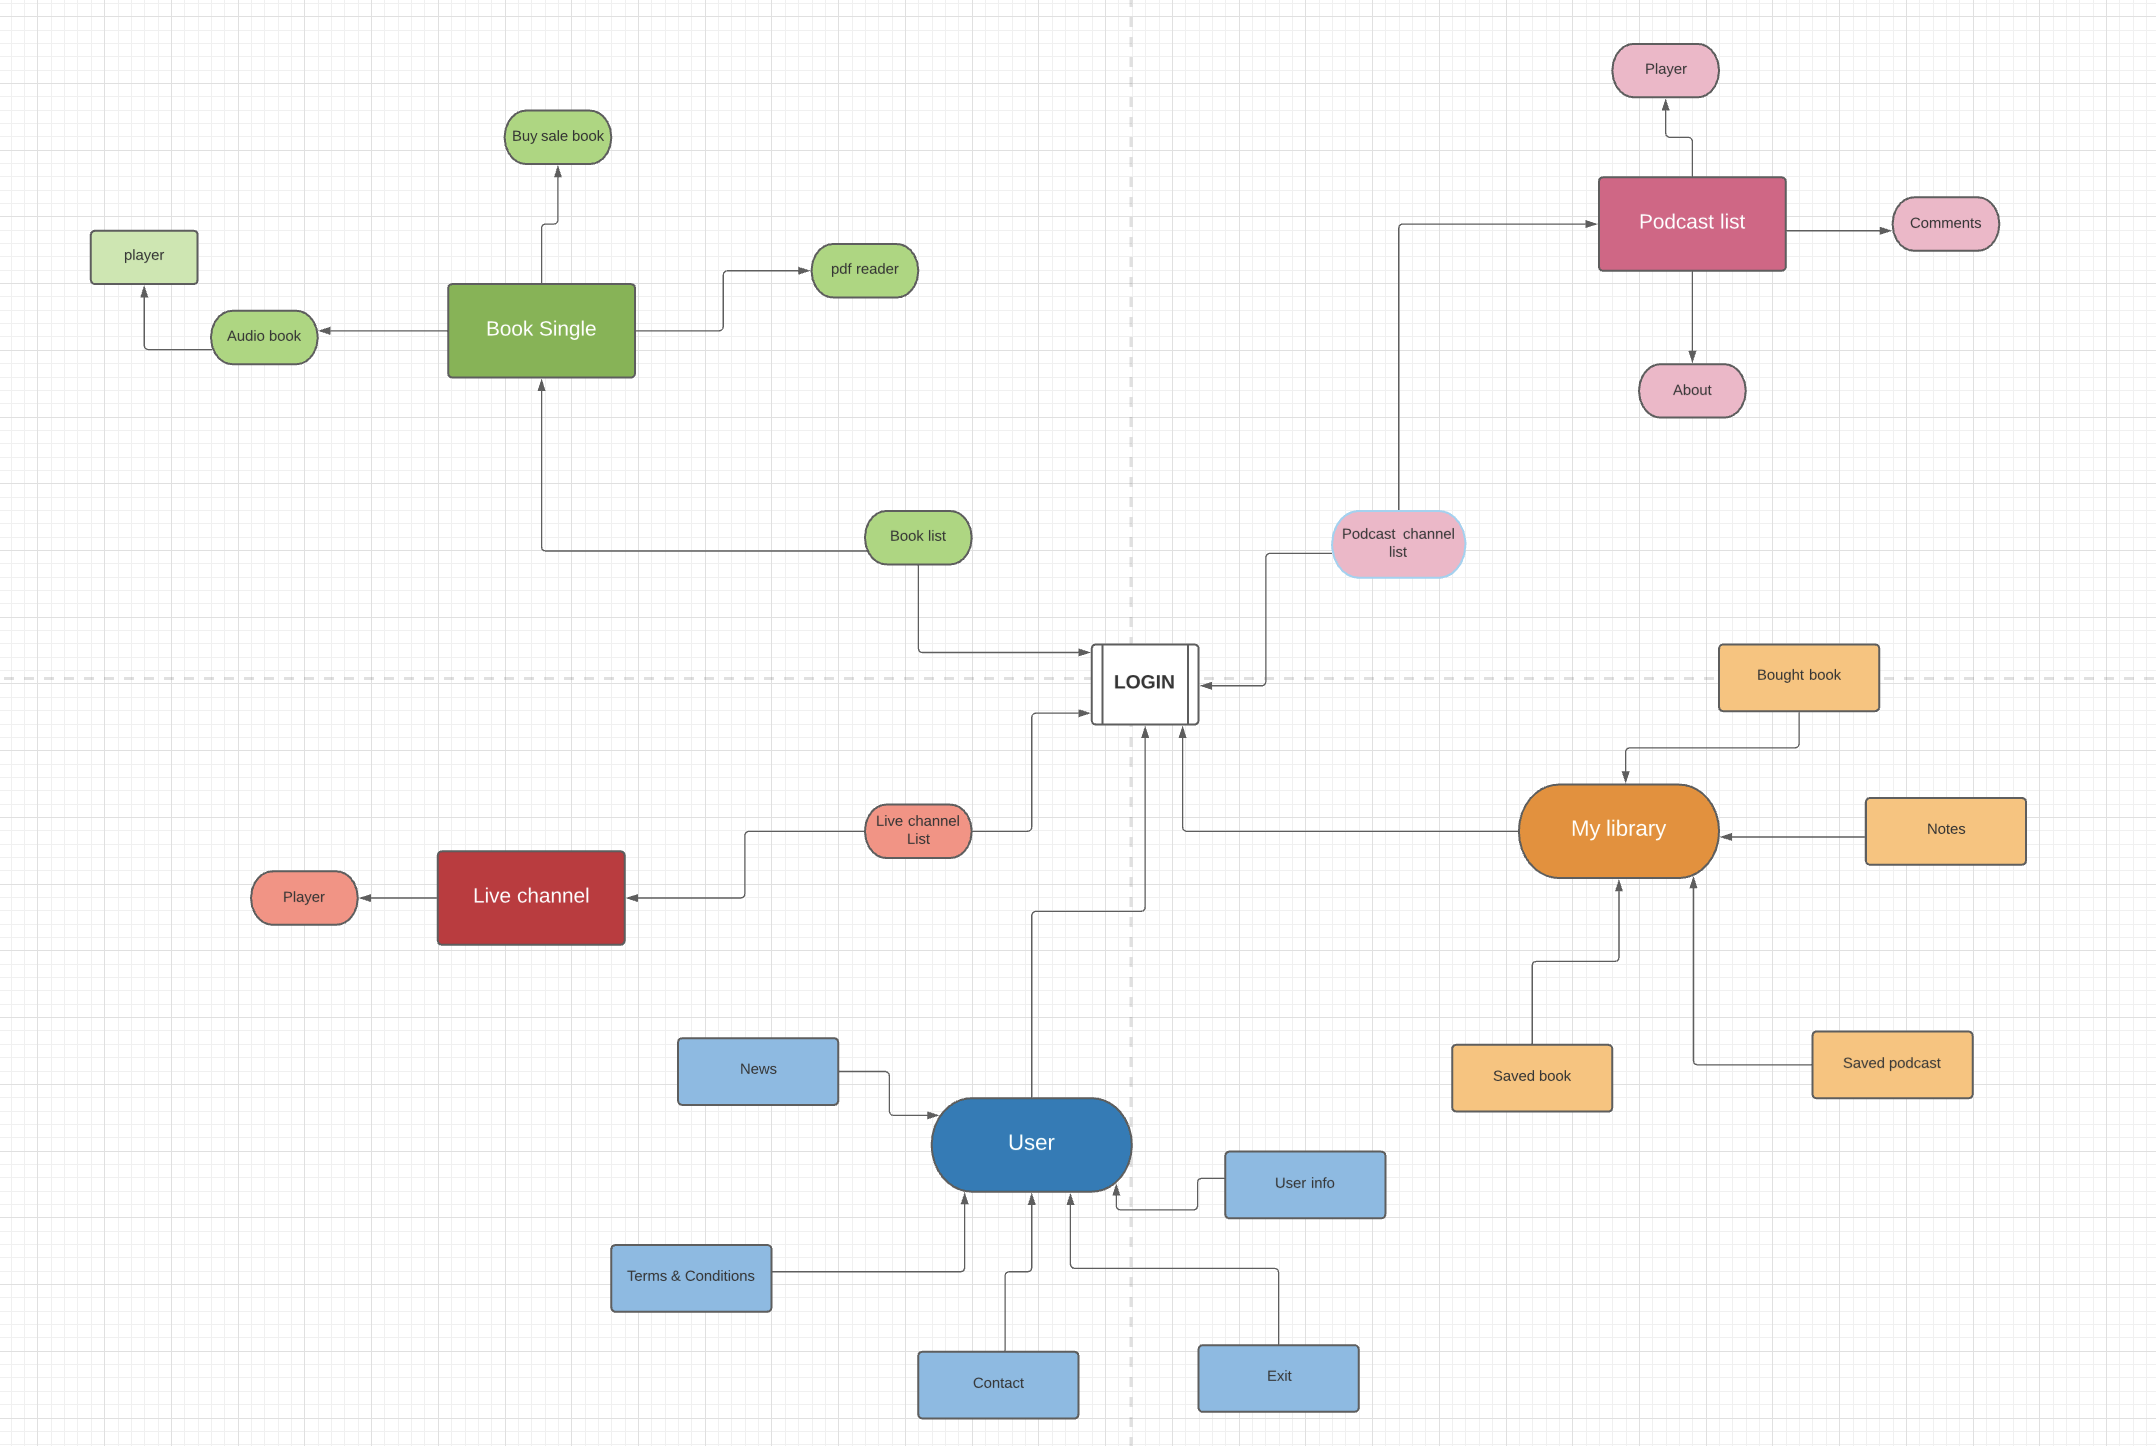 Player
Buy sale book
Podcast list
Comments
player
pdf reader
Book Single
Audio book
About
Book list
Podcast channel
list
LOGIN
Bought book
Live channel
List
My library
Notes
Player
Live channel
News
Saved book
Saved podcast
User
User info
Terms & Conditions
Contact
Exit